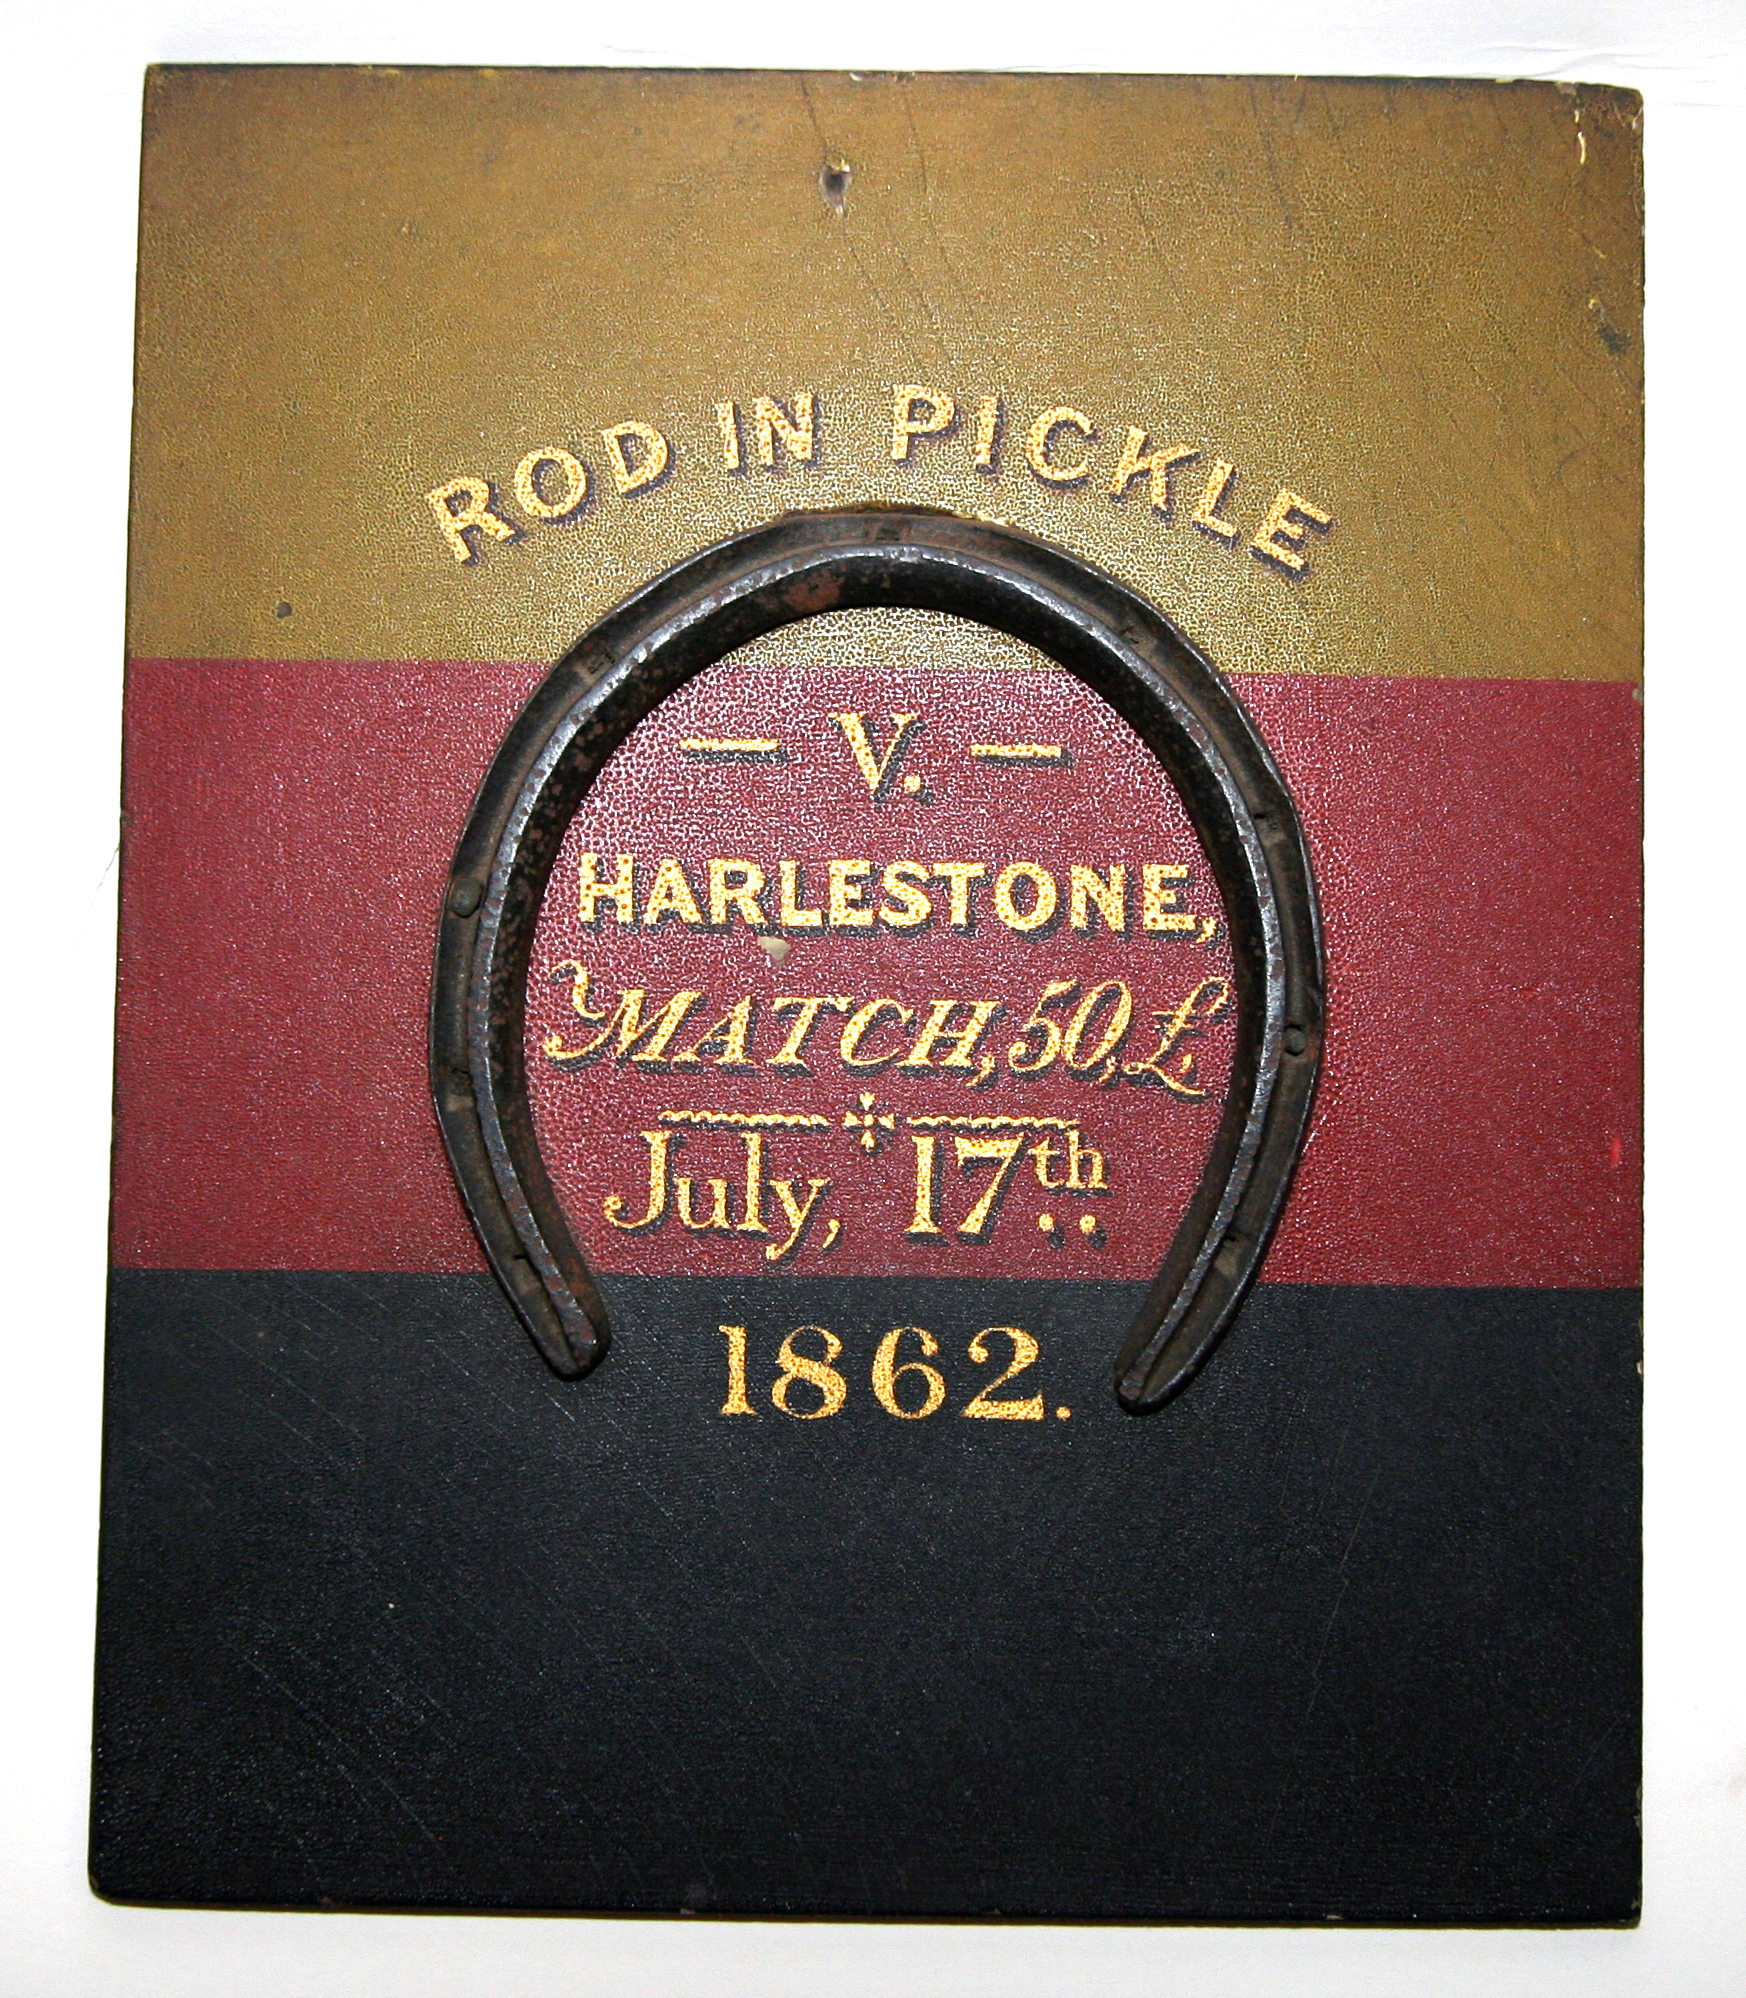 ROD IN PICKLE
— V. —
HARLESTONE,
MATCH, 50, £
July, 17th
1862.